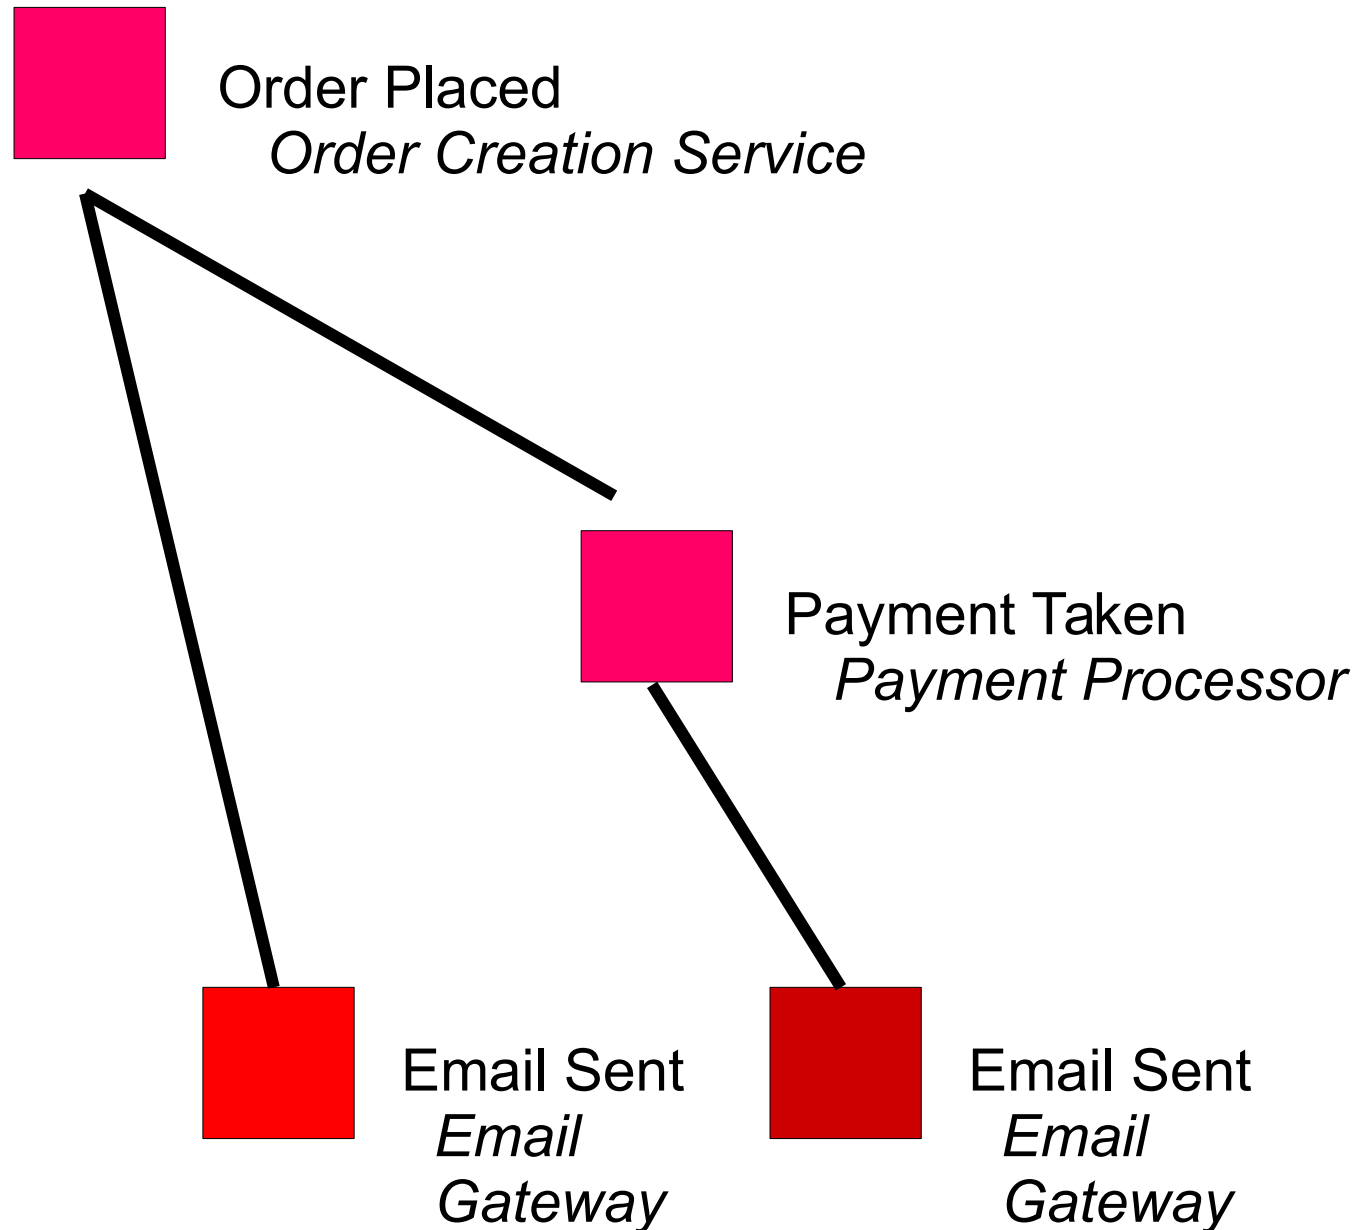 Order Placed
Order Creation Service
Payment Taken
Payment Processor
Email Sent
Email
Gateway
Email Sent
Email
Gateway